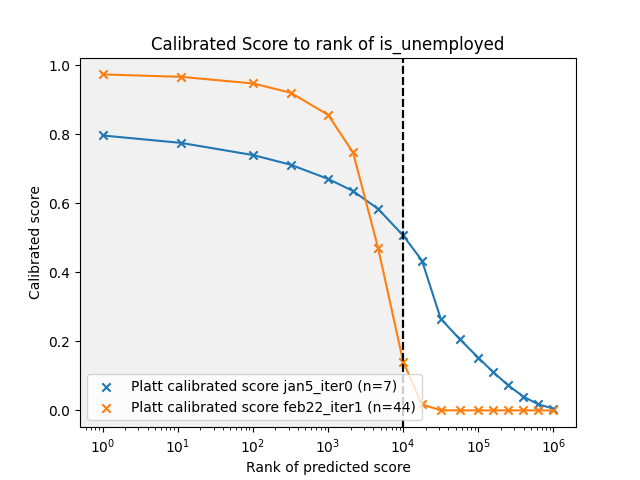 Calibrated Score to rank of is_unemployed
Calibrated score
1.0
0.8
0.6
0.4
0.2
0.0
Platt calibrated score jan5_iter0 (n=7)
Platt calibrated score feb22_iter1 (n=44)
10⁰ 10¹ 10² 10³ 10⁴ 10⁵ 10⁶
Rank of predicted score